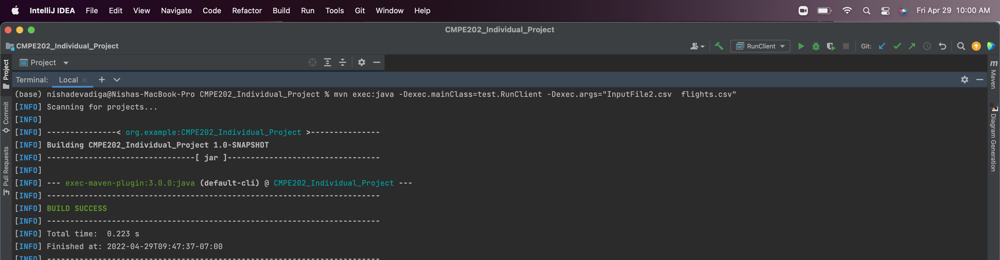 IntelliJ IDEA File Edit View Navigate Code Refactor Build Run Tools Git Window Help Fri Apr 29 10:00 AM
CMPE202_Individual_Project
CMPE202_Individual_Project RunClient Git:
Project
Terminal: Local
(base) nishadevadiga@Nishas-MacBook-Pro CMPE202_Individual_Project % mvn exec:java -Dexec.mainClass=test.RunClient -Dexec.args="InputFile2.csv  flights.csv"
[INFO] Scanning for projects...
[INFO]
[INFO] ---------------< org.example:CMPE202_Individual_Project >---------------
[INFO] Building CMPE202_Individual_Project 1.0-SNAPSHOT
[INFO] --------------------------------[ jar ]---------------------------------
[INFO]
[INFO] --- exec-maven-plugin:3.0.0:java (default-cli) @ CMPE202_Individual_Project ---
[INFO] ------------------------------------------------------------------------
[INFO] BUILD SUCCESS
[INFO] ------------------------------------------------------------------------
[INFO] Total time:  0.223 s
[INFO] Finished at: 2022-04-29T09:47:37-07:00
[INFO] ------------------------------------------------------------------------
Project
Commit
Pull Requests
m
Maven
Diagram Generation